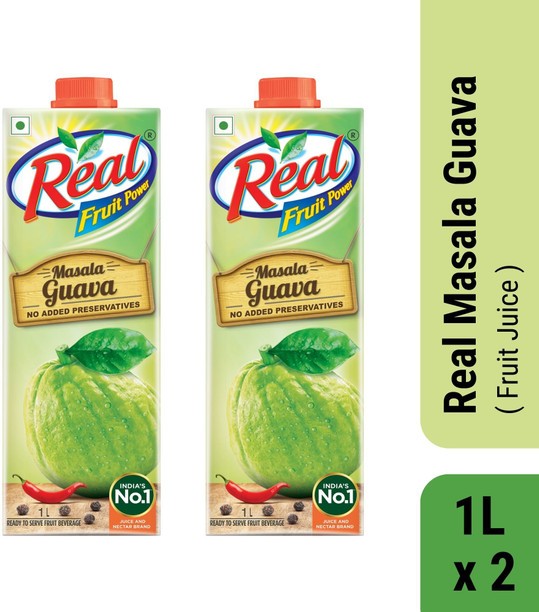 Real®
Fruit Power
Masala
Guava
NO ADDED PRESERVATIVES
INDIA'S
No.1
JUICE AND
NECTAR BRAND
1L
READY TO SERVE FRUIT BEVERAGE
Real®
Fruit Power
Masala
Guava
NO ADDED PRESERVATIVES
INDIA'S
No.1
JUICE AND
NECTAR BRAND
1L
READY TO SERVE FRUIT BEVERAGE
Real Masala Guava
( Fruit Juice )
1L
x 2